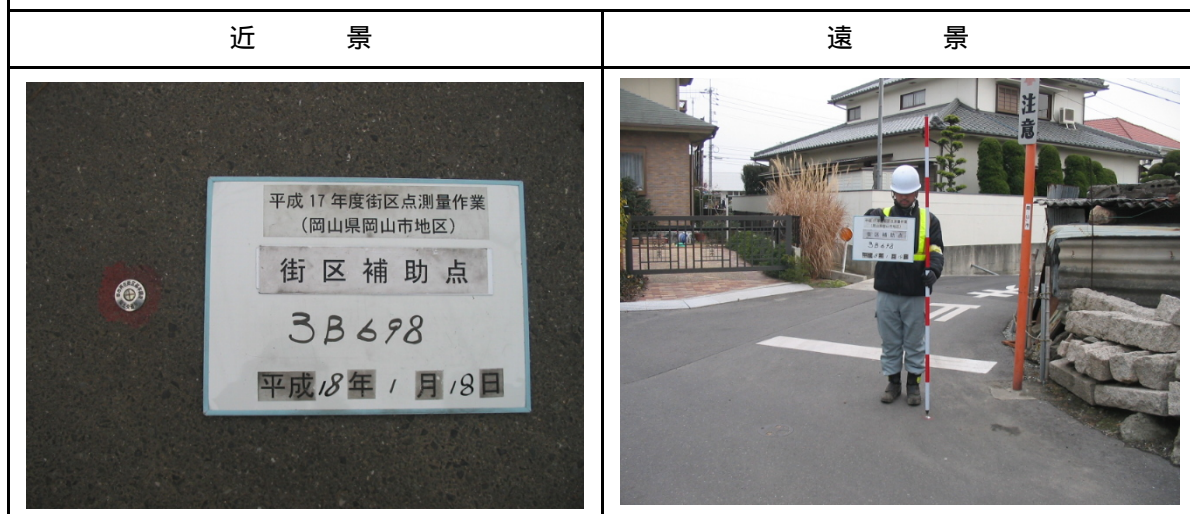 近景
遠景
平成17年度街区点測量作業
(岡山県岡山市地区)
街区補助点
3B698
平成18年1月18日
注意
3B698